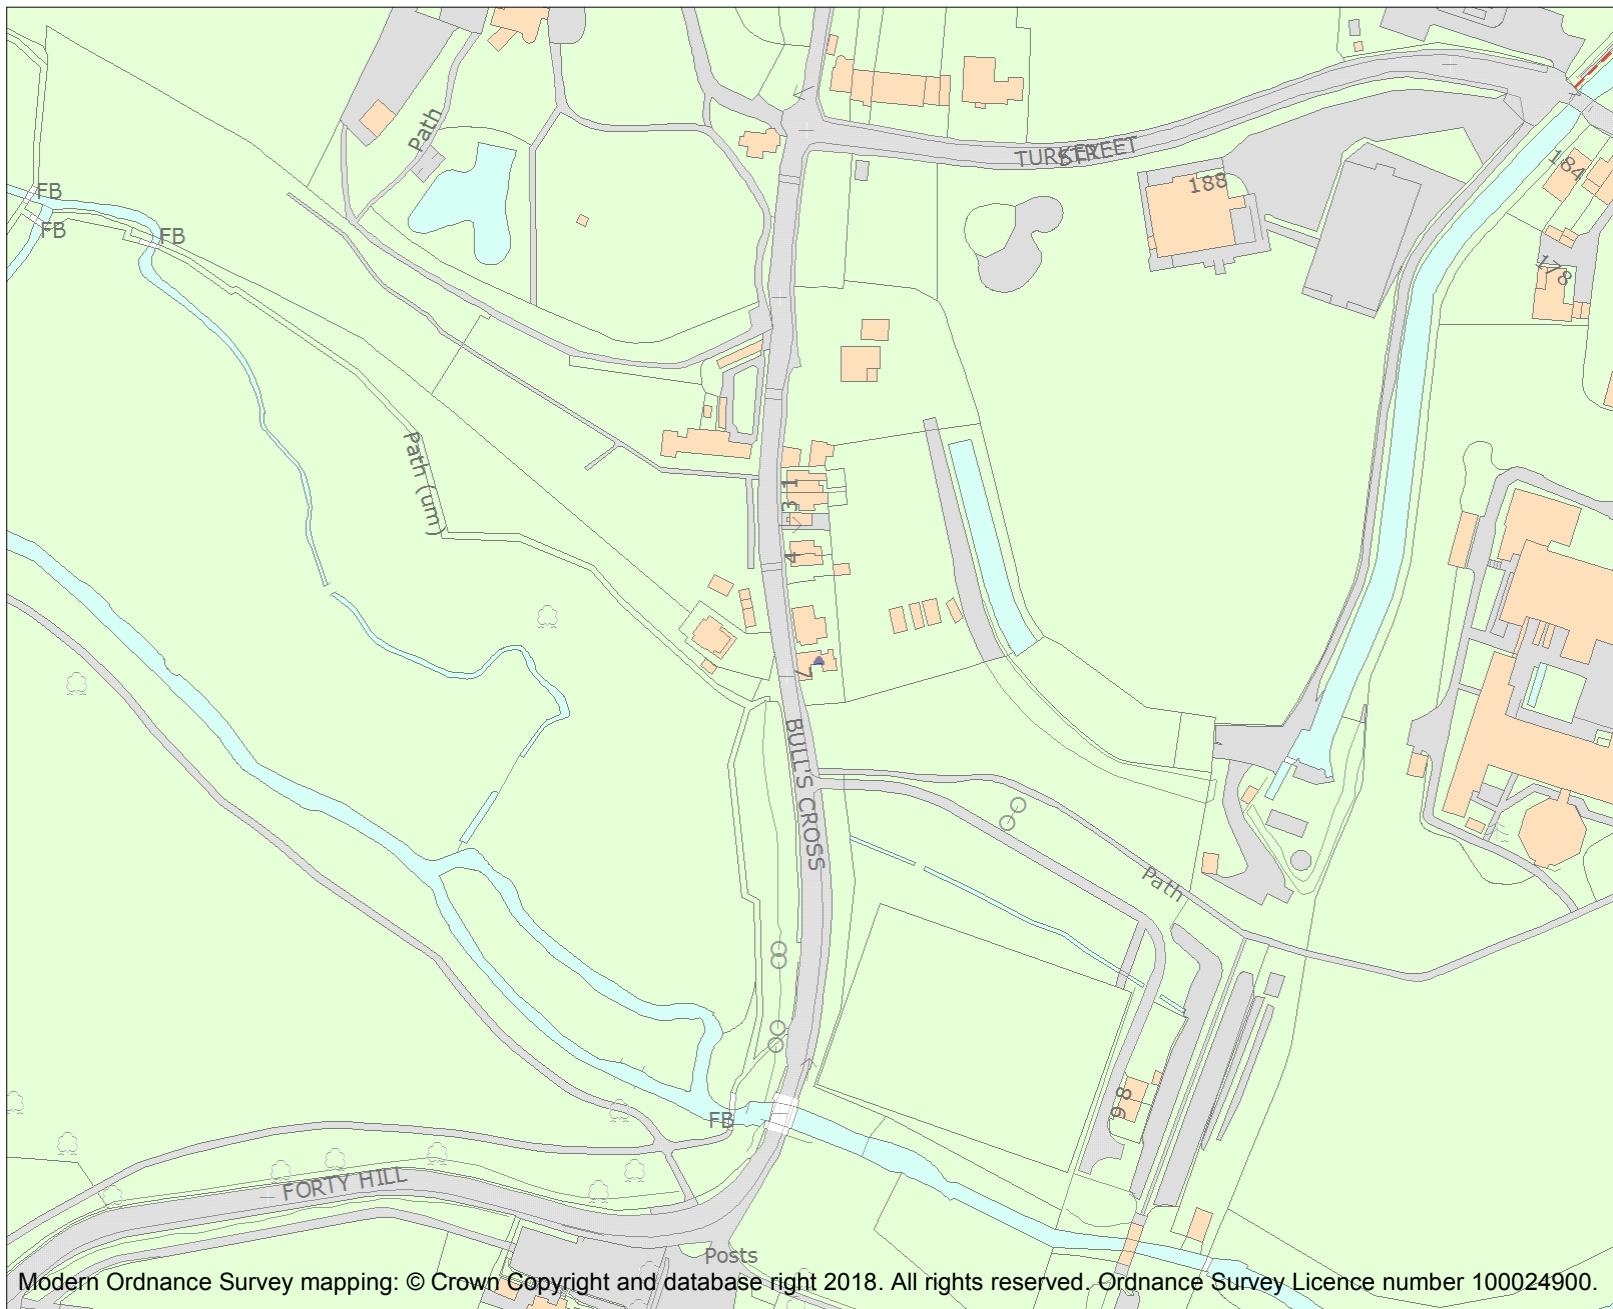 Path
TURKEY
STREET
184
188
FB
FB
FB
178
Path (um)
1
3
4
7
BULL'S CROSS
Path
8
9
FB
FORTY HILL
Posts
Modern Ordnance Survey mapping: © Crown Copyright and database right 2018. All rights reserved. Ordnance Survey Licence number 100024900.